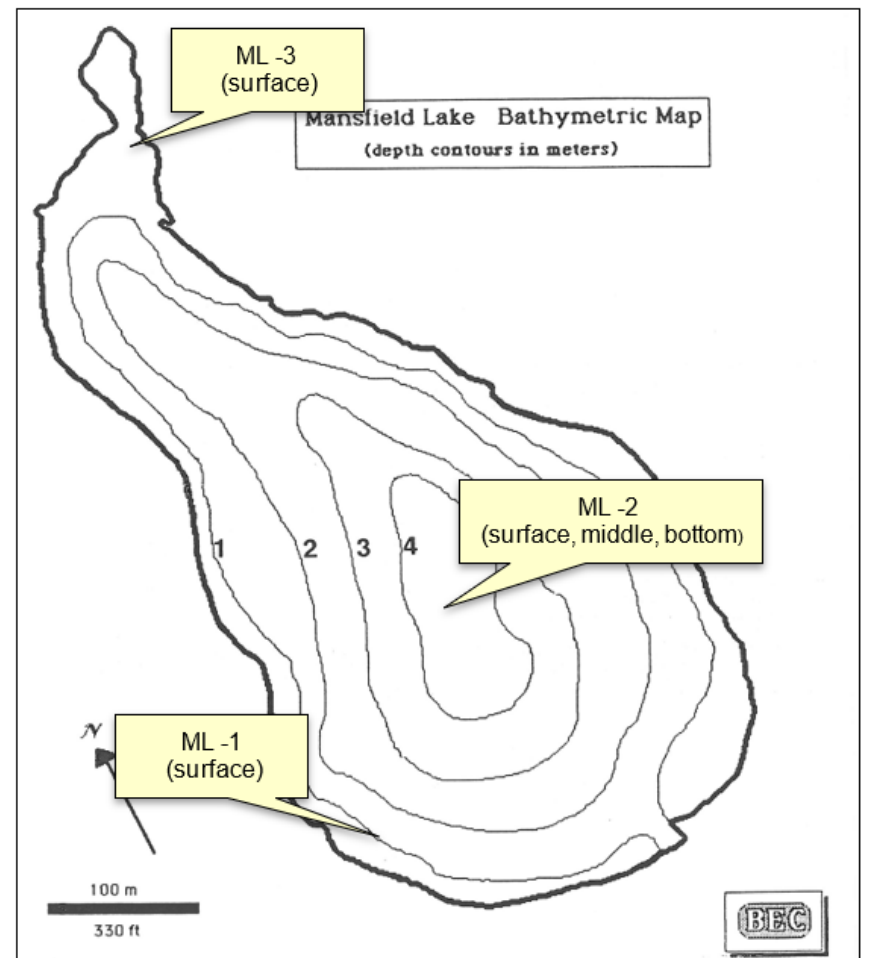 ML -3
(surface)
Mansfield Lake Bathymetric Map
(depth contours in meters)
ML -2
(surface, middle, bottom)
1
2
3
4
N
ML -1
(surface)
100 m
330 ft
BEC